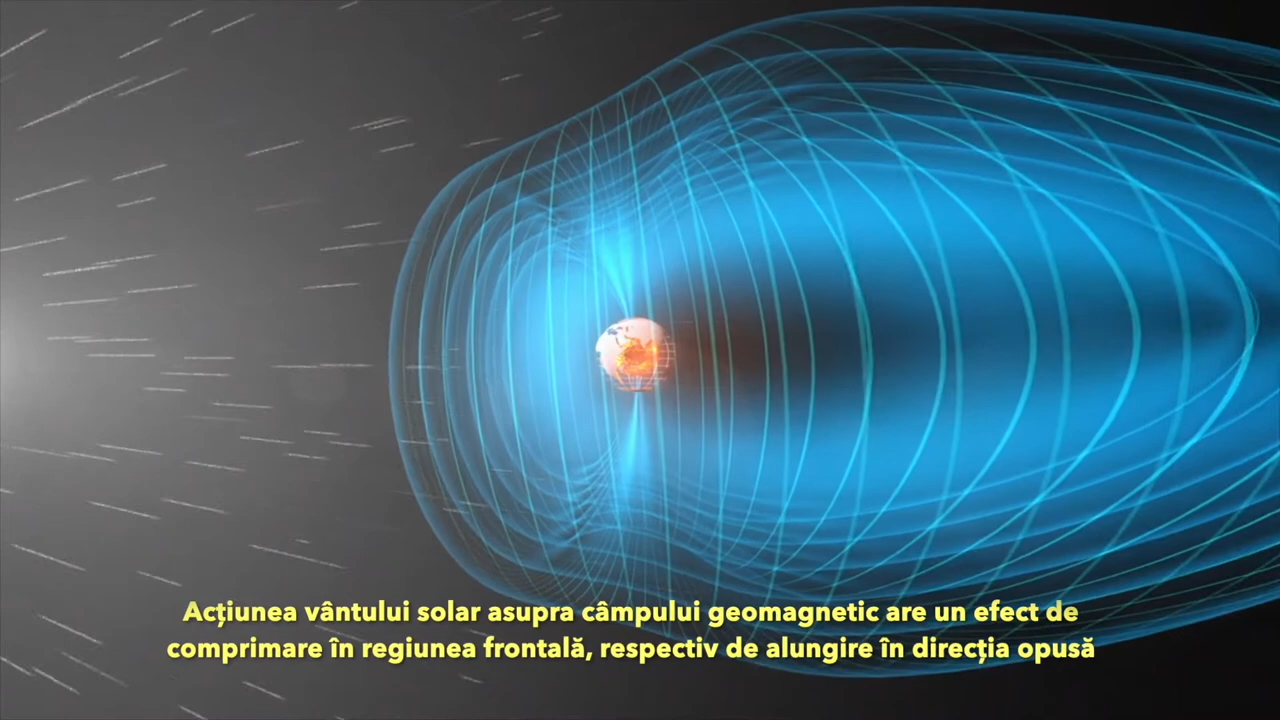 Acțiunea vântului solar asupra câmpului geomagnetic are un efect de
comprimare în regiunea frontală, respectiv de alungire în direcția opusă